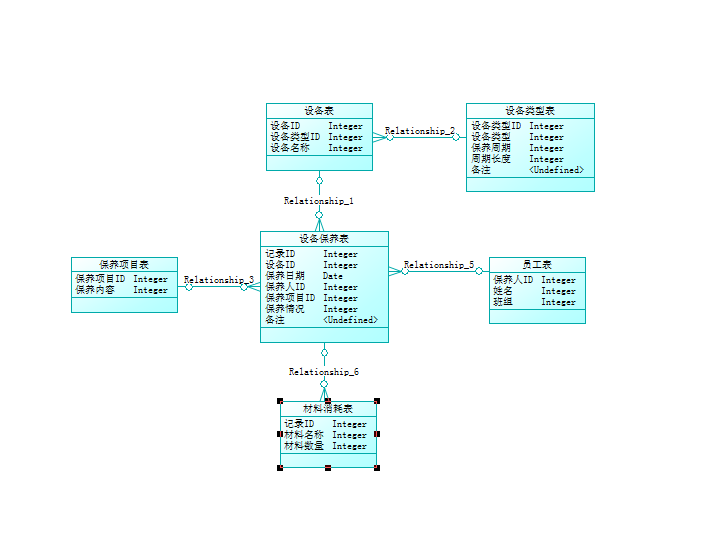 设备表
设备ID Integer
设备类型ID Integer
设备名称 Integer
Relationship_2
设备类型表
设备类型ID Integer
设备类型 Integer
保养周期 Integer
周期长度 Integer
备注 <Undefined>
Relationship_1
设备保养表
记录ID Integer
设备ID Integer
保养日期 Date
保养人ID Integer
保养项目ID Integer
保养情况 Integer
备注 <Undefined>
保养项目表
保养项目ID Integer
保养内容 Integer
Relationship_3
Relationship_5
员工表
保养人ID Integer
姓名 Integer
班组 Integer
Relationship_6
材料消耗表
记录ID Integer
材料名称 Integer
材料数量 Integer